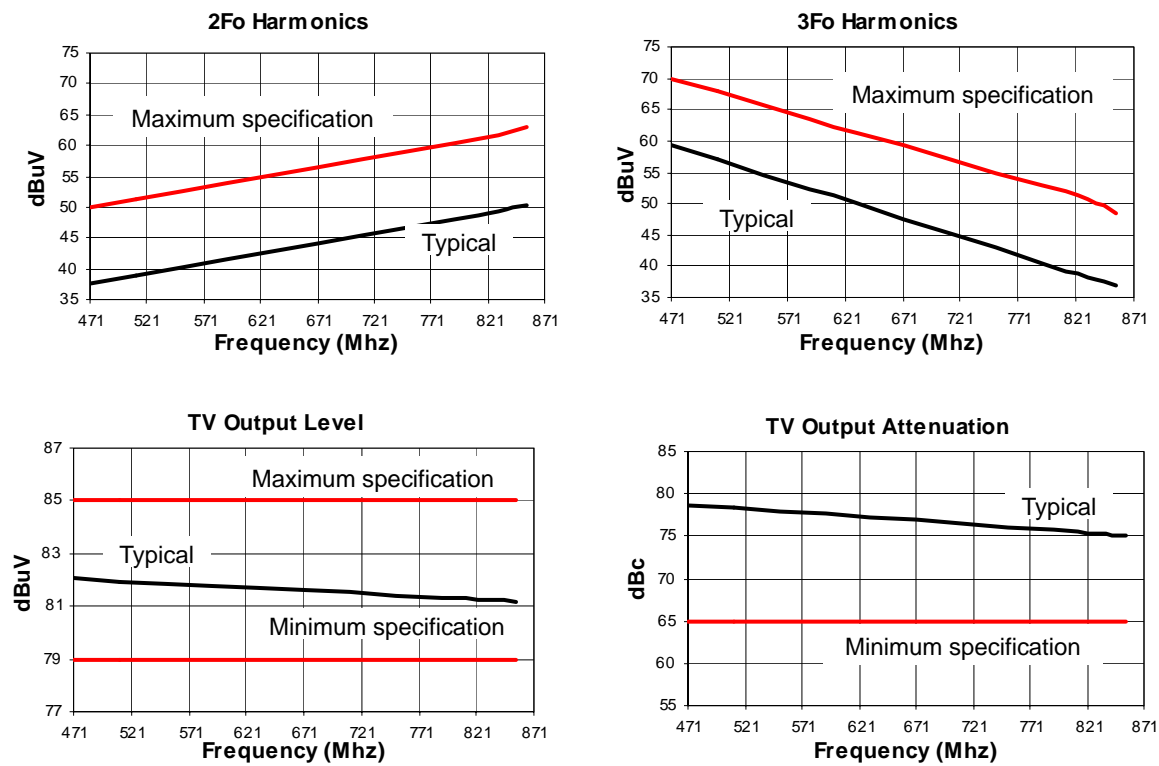 2Fo Harmonics
75
70
65
60
55
50
45
40
35
dBuV
Maximum specification
Typical
471 521 571 621 671 721 771 821 871
Frequency (Mhz)
3Fo Harmonics
75
70
65
60
55
50
45
40
35
dBuV
Maximum specification
Typical
471 521 571 621 671 721 771 821 871
Frequency (Mhz)
TV Output Level
87
85
83
81
79
77
dBuV
Maximum specification
Typical
Minimum specification
471 521 571 621 671 721 771 821 871
Frequency (Mhz)
TV Output Attenuation
85
80
75
70
65
60
55
dBc
Typical
Minimum specification
471 521 571 621 671 721 771 821 871
Frequency (Mhz)